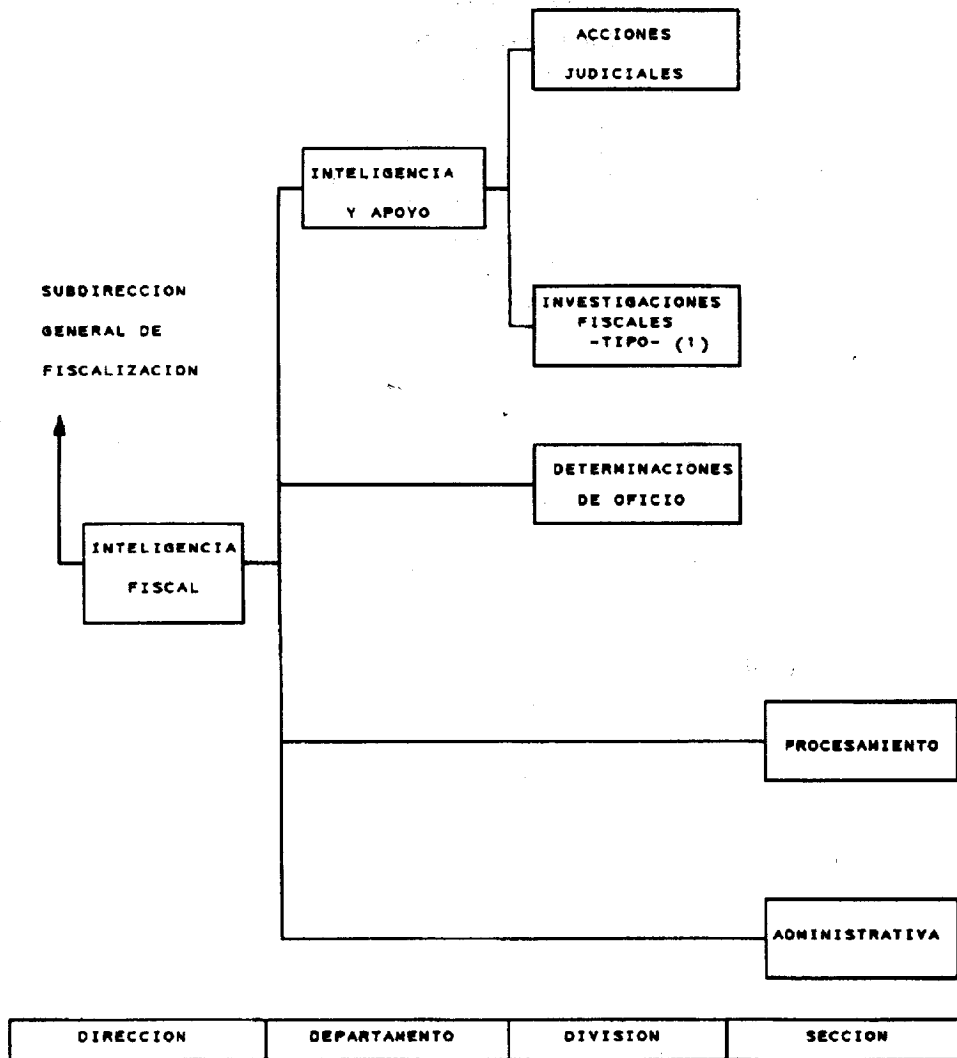 ACCIONES
JUDICIALES
INTELIGENCIA
Y APOYO
SUBDIRECCION
GENERAL DE
FISCALIZACION
INVESTIGACIONES
FISCALES
-TIPO- (1)
DETERMINACIONES
DE OFICIO
INTELIGENCIA
FISCAL
PROCESAMIENTO
ADMINISTRATIVA
DIRECCION DEPARTAMENTO DIVISION SECCION